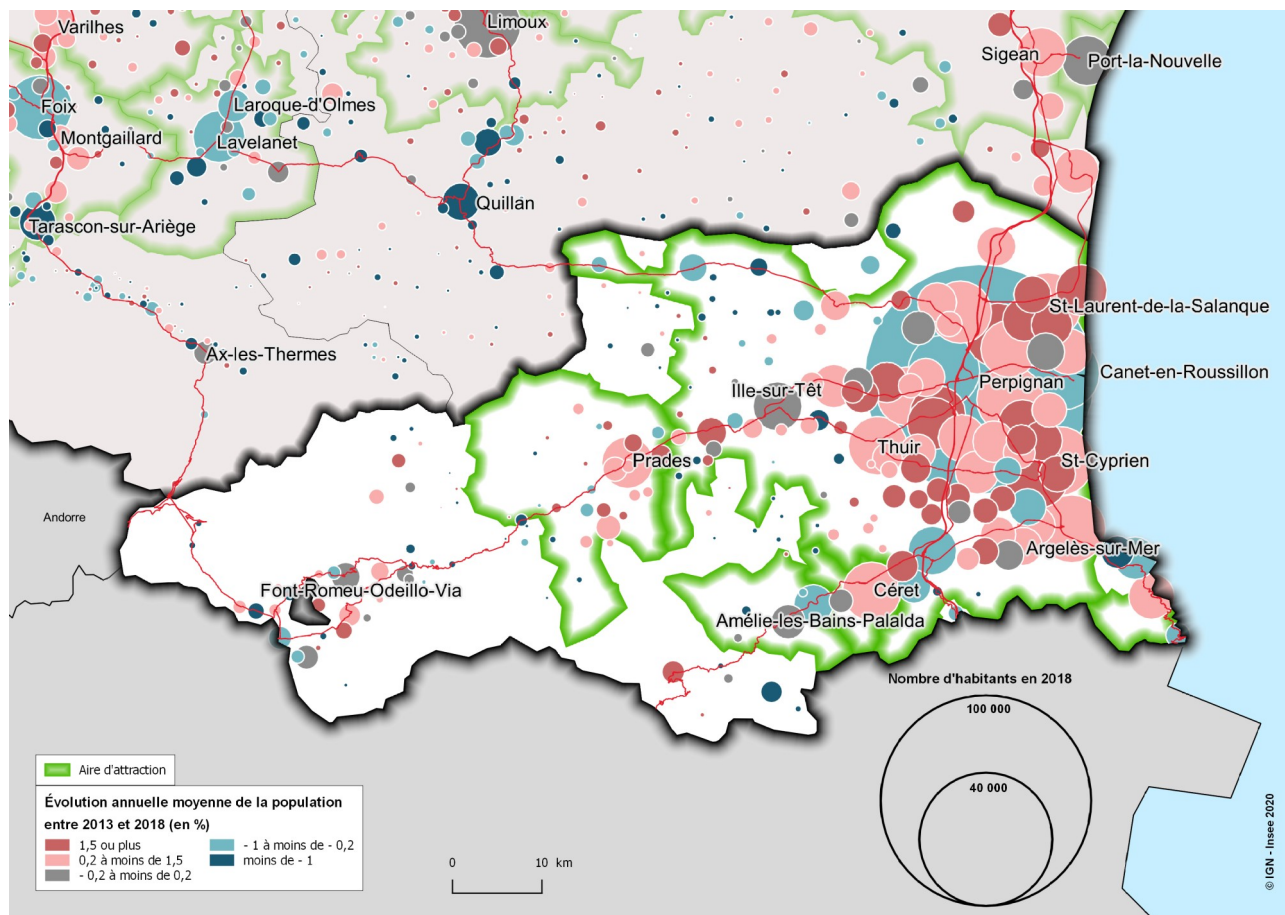 Varilhes
Limoux
Sigean
Port-la-Nouvelle
Foix
Laroque-d'Olmes
Montgaillard
Lavelanet
Quillan
Tarascon-sur-Ariège
St-Laurent-de-la-Salanque
Ax-les-Thermes
Canet-en-Roussillon
Perpignan
Ille-sur-Têt
Thuir
Prades
St-Cyprien
Andorre
Argelès-sur-Mer
Font-Romeu-Odeillo-Via
Céret
Amélie-les-Bains-Palalda
Nombre d'habitants en 2018
100 000
40 000
Aire d'attraction
Évolution annuelle moyenne de la population
entre 2013 et 2018 (en %)
1,5 ou plus
0,2 à moins de 1,5
- 0,2 à moins de 0,2
- 1 à moins de - 0,2
moins de - 1
0 10 km
© IGN - Insee 2020